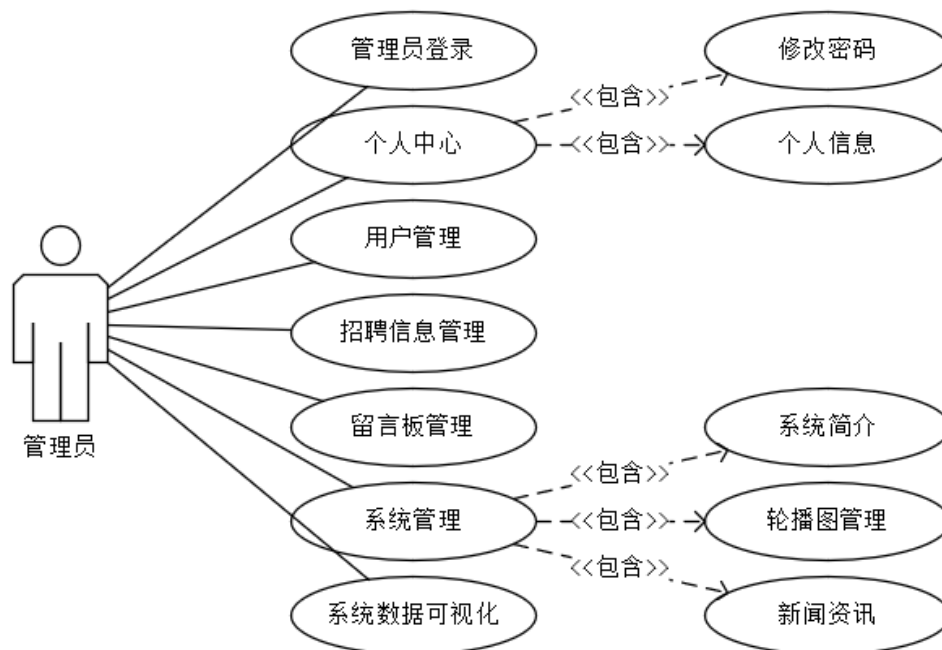 管理员登录
修改密码
<<包含>>
个人中心
<<包含>>
个人信息
用户管理
招聘信息管理
留言板管理
系统简介
管理员
<<包含>>
系统管理
<<包含>>
轮播图管理
<<包含>>
系统数据可视化
新闻资讯